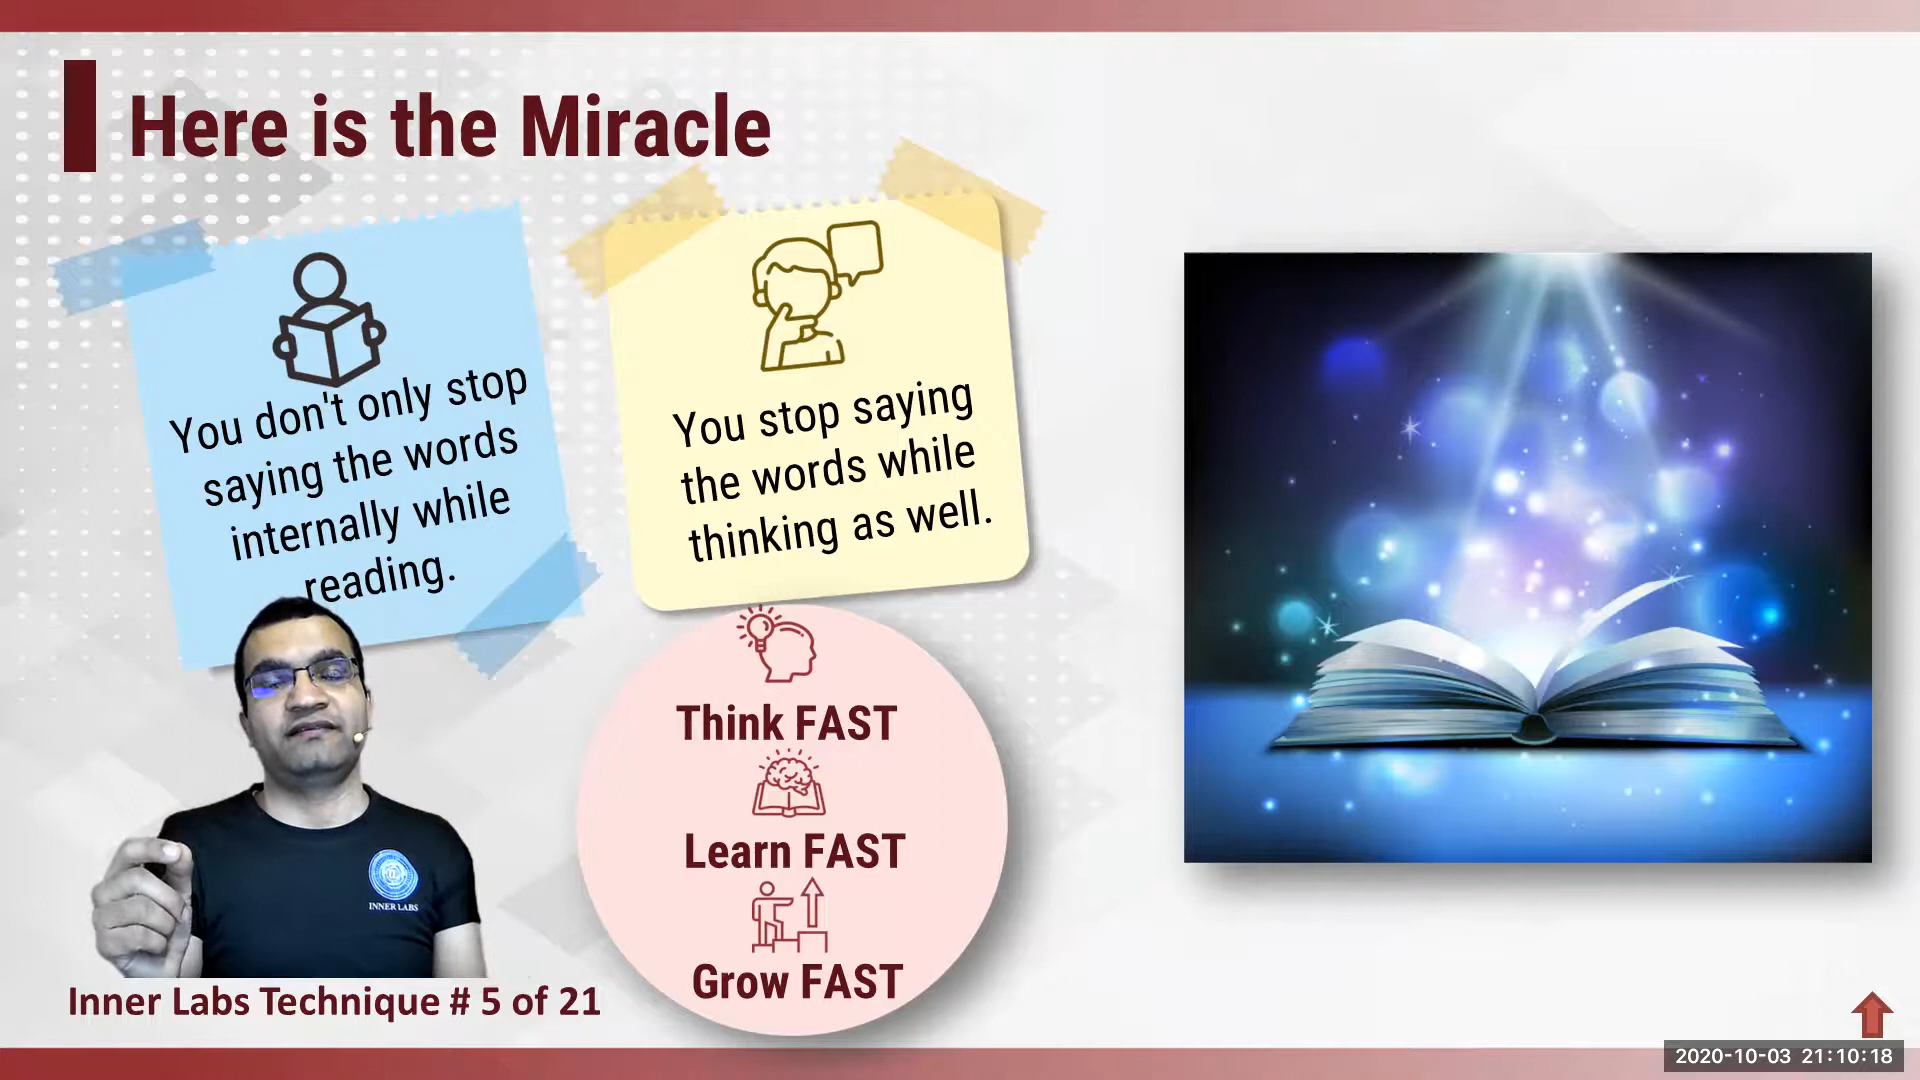 Here is the Miracle
You don't only stop
saying the words
internally while
reading.
You stop saying
the words while
thinking as well.
Think FAST
Learn FAST
Grow FAST
INNER LABS
Inner Labs Technique # 5 of 21
2020-10-03 21:10:18